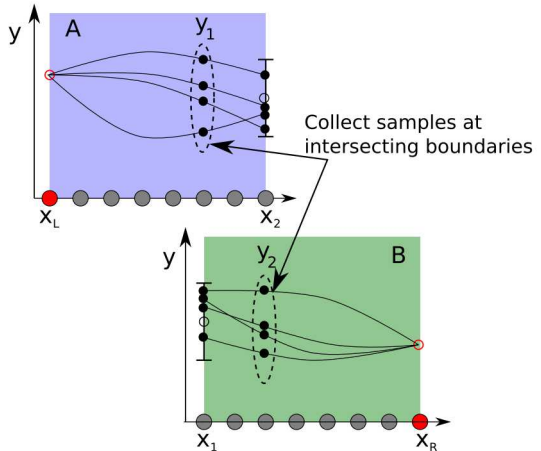 y
A
y1
Collect samples at
intersecting boundaries
xL
x2
y
y2
B
x1
xR